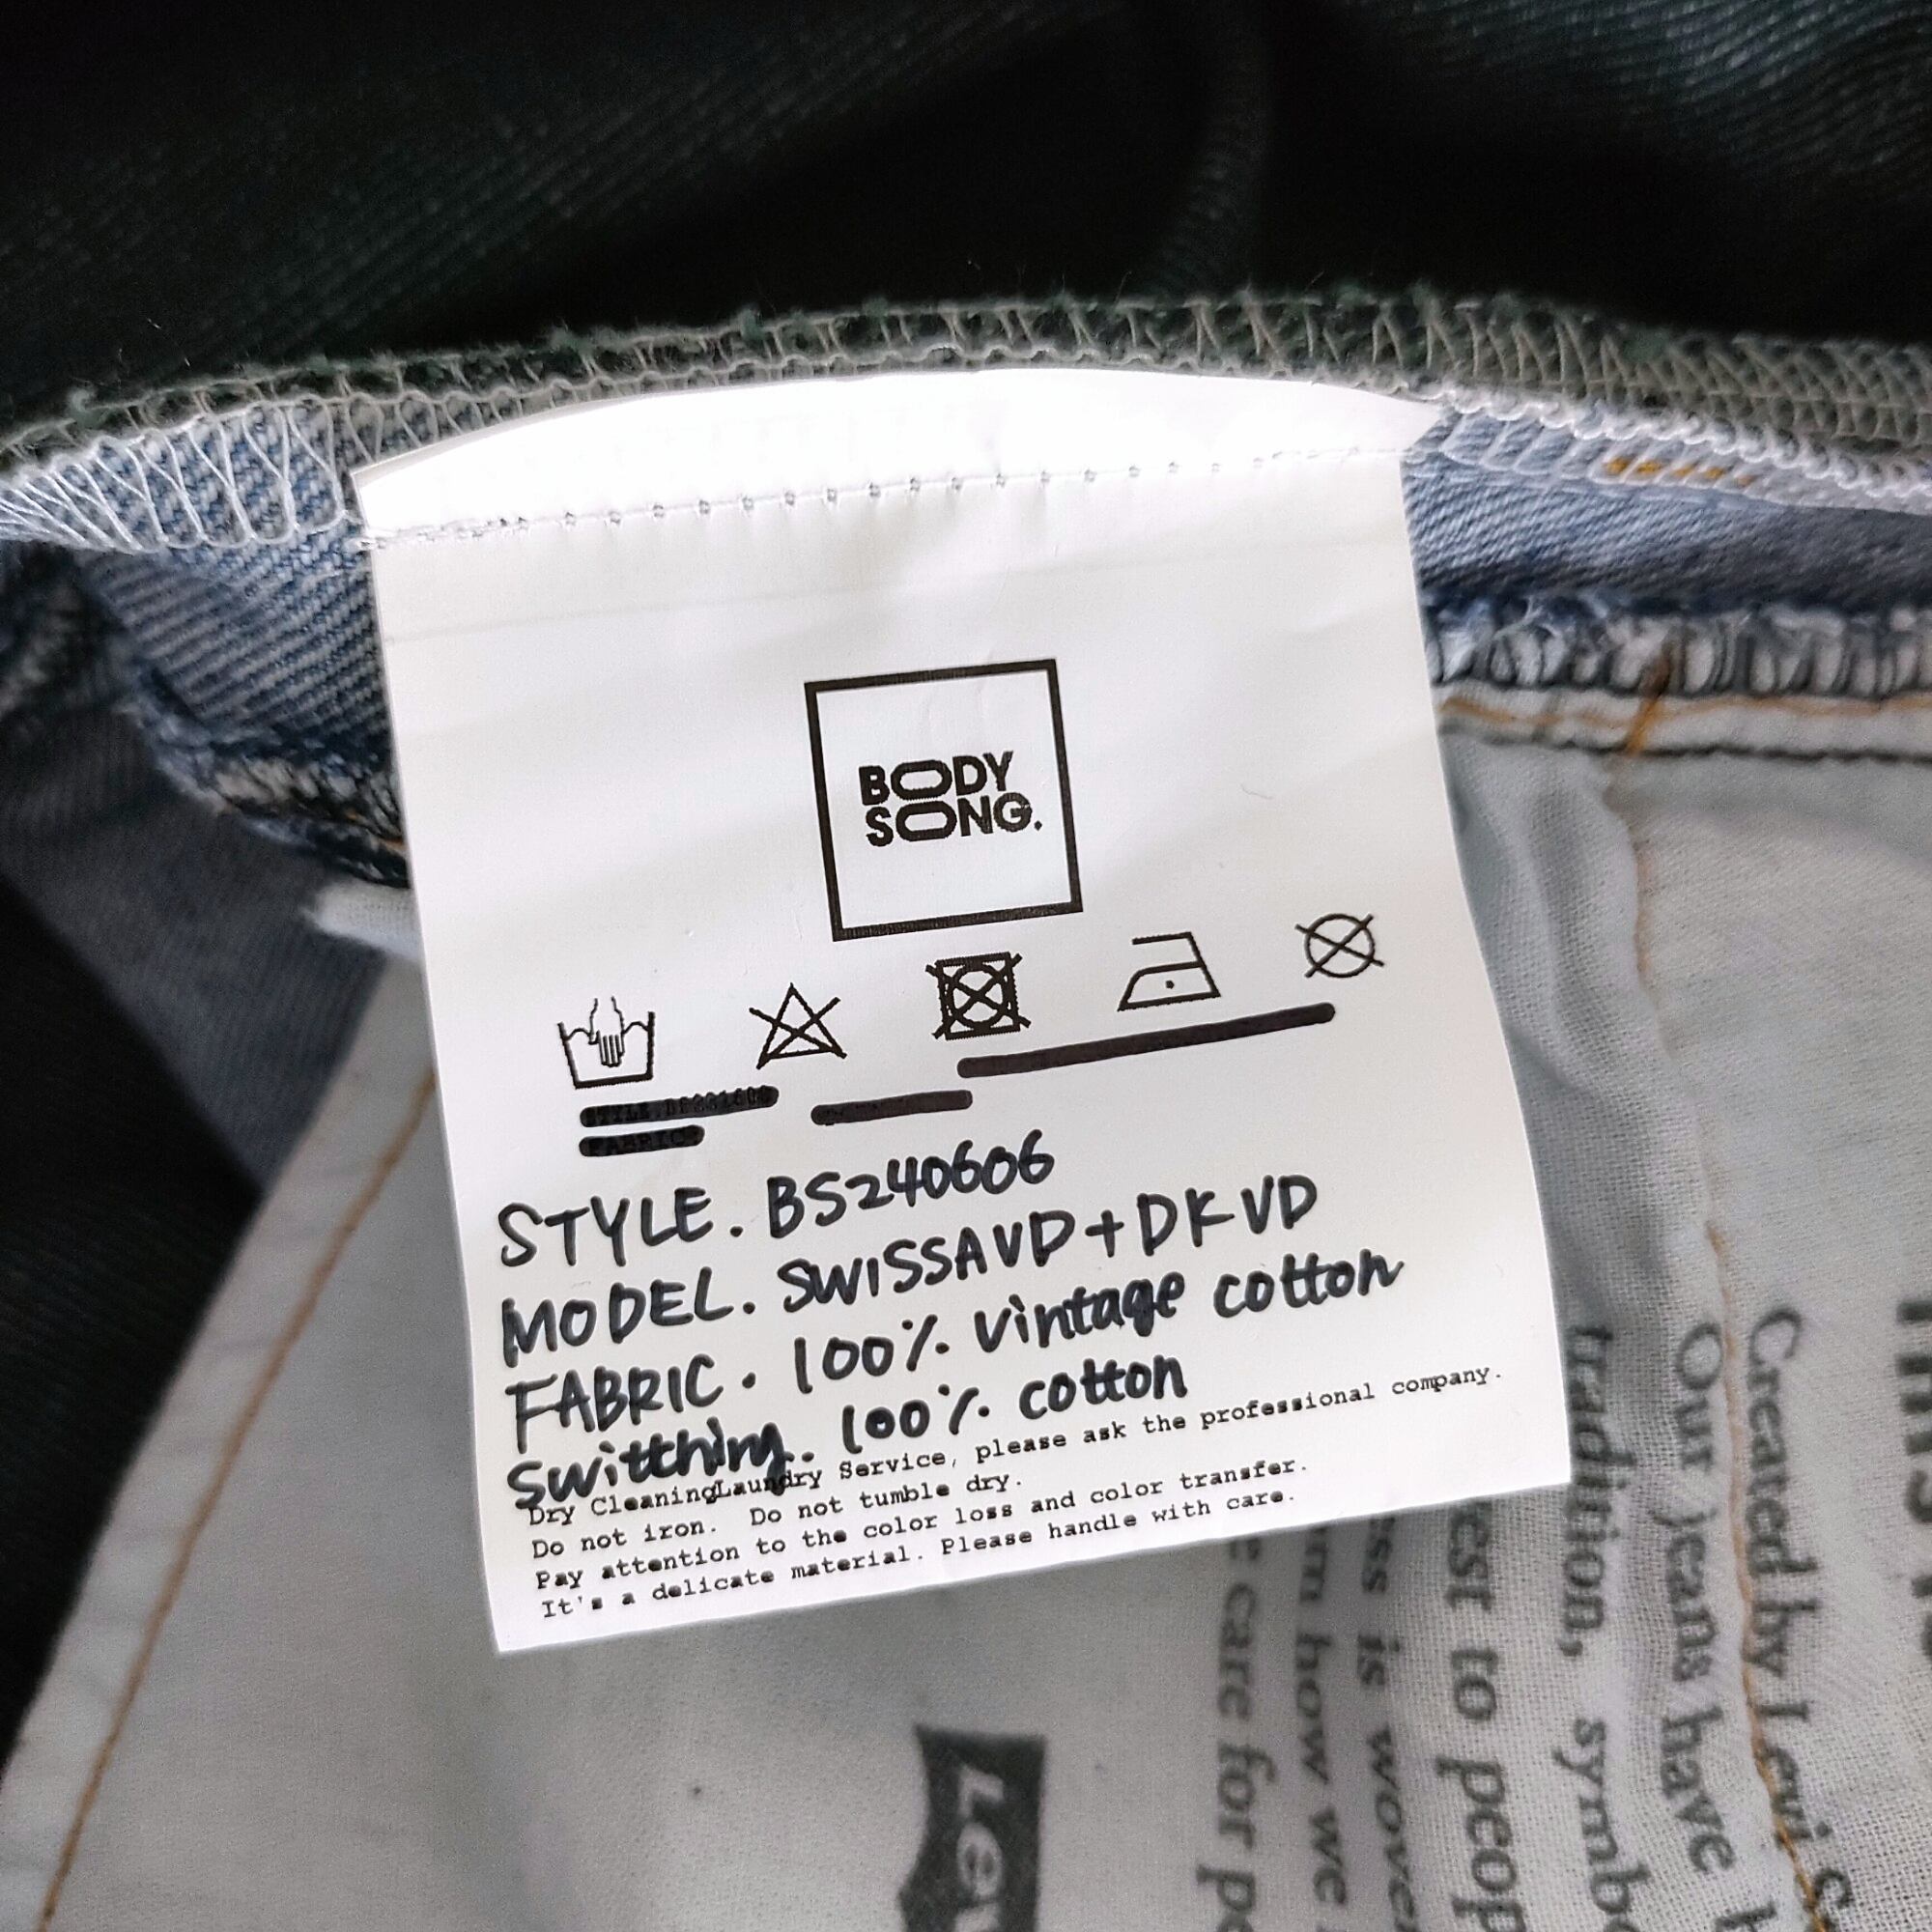 BODY
SONG.
STYLE. BS240606
MODEL. SWISSAVD+DKVD
FABRIC. 100% vintage cotton
switthing. 100% cotton
Dry CleaningLaundry Service, please ask the professional company.
Do not iron. Do not tumble dry.
Pay attention to the color loss and color transfer.
It's a delicate material. Please handle with care.
Created by Levi S
Our jeans have
tradition, symb
est to peop
ess is wove
m how we
care for p
Lev